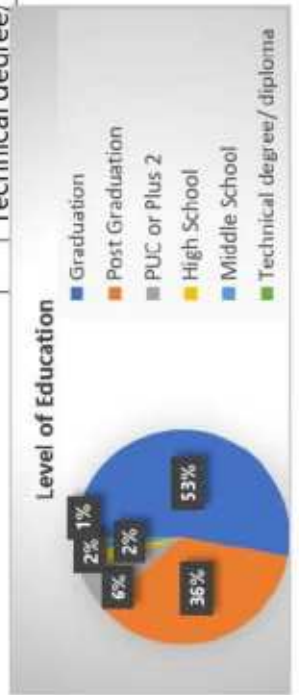 Technical degree/
Level of Education
1%
2%
2%
6%
53%
36%
Graduation
Post Graduation
PUC or Plus 2
High School
Middle School
Technical degree/ diploma